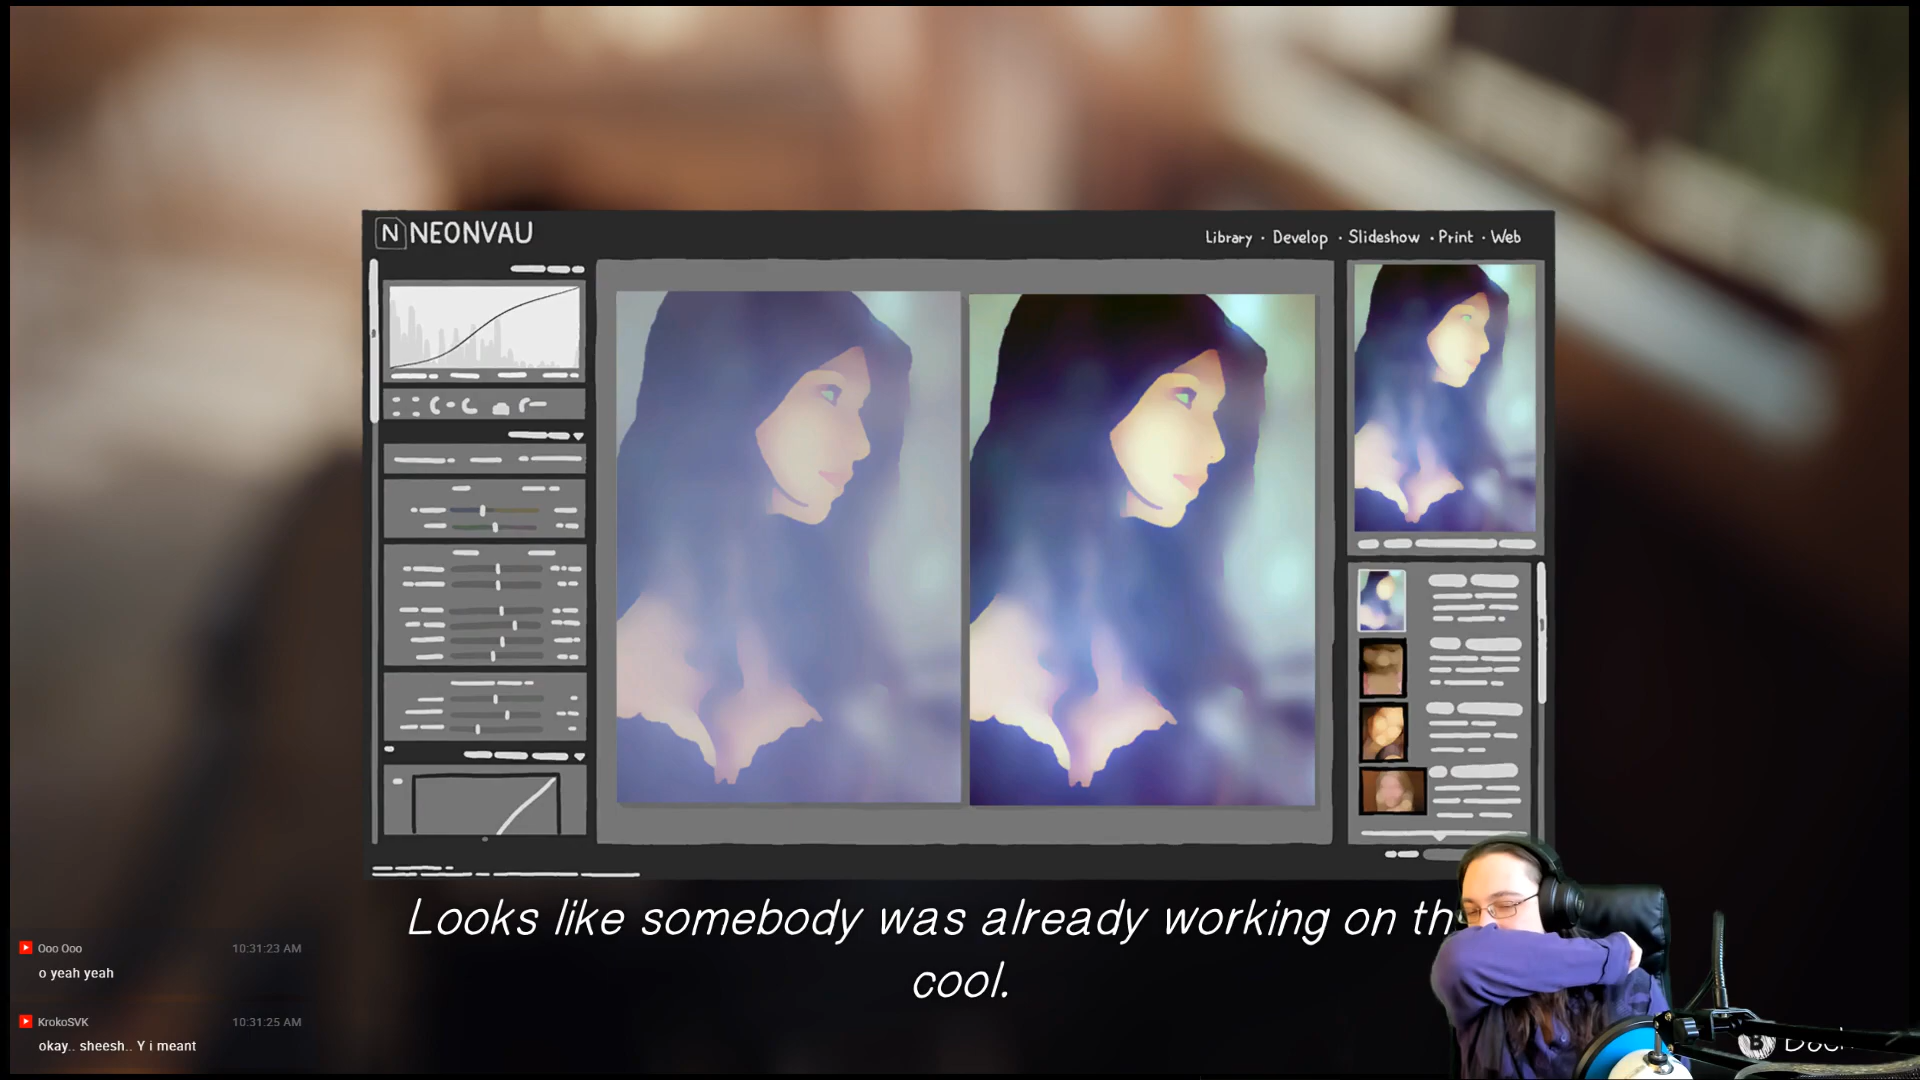 NEONVAU
Library · Develop · Slideshow · Print · Web
Looks like somebody was already working on
cool.
Ooo Ooo 10:31:23 AM
o yeah yeah
KrokoSVK 10:31:25 AM
okay.. sheesh.. Y i meant
B